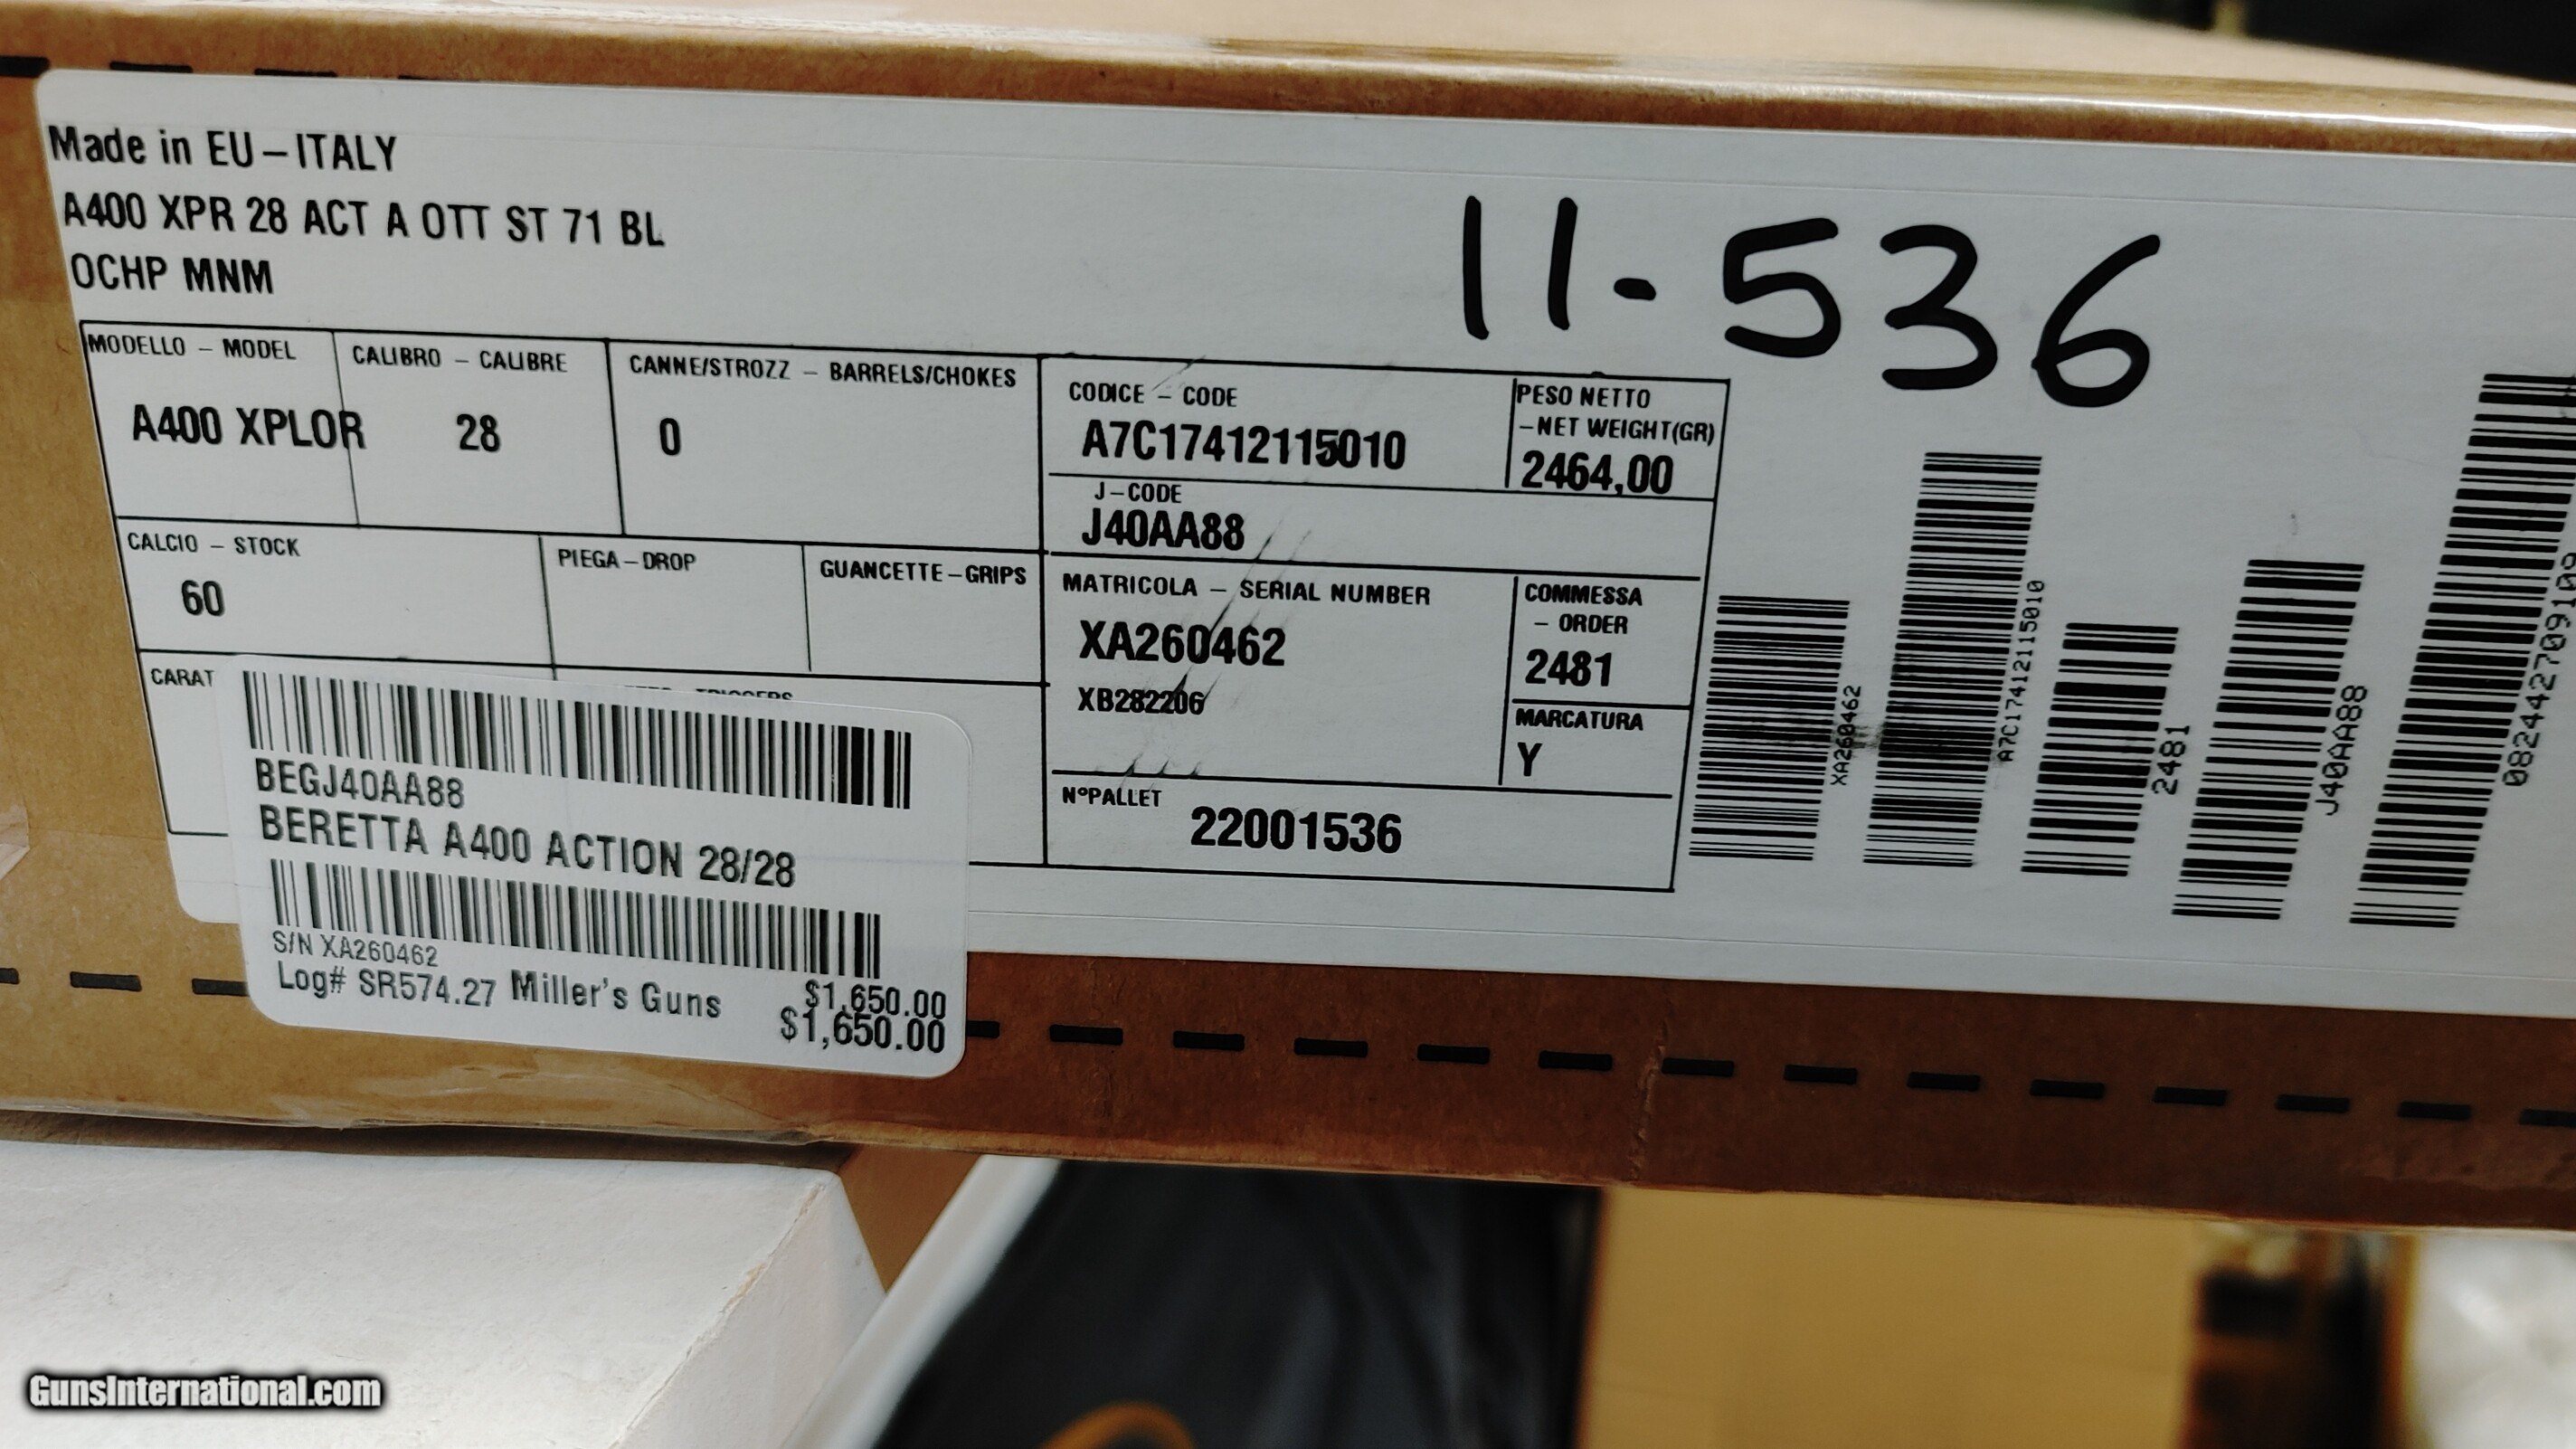 Made in EU – ITALY
A400 XPR 28 ACT A OTT ST 71 BL
OCHP MNM
11-536
MODELLO – MODEL
A400 XPLOR
CALIBRO – CALIBRE
28
CANNE/STROZZ – BARRELS/CHOKES
0
CODICE – CODE
A7C17412115010
PESO NETTO
–NET WEIGHT(GR)
2464,00
J–CODE
J40AA88
CALCIO – STOCK
60
PIEGA–DROP
GUANCETTE–GRIPS
MATRICOLA – SERIAL NUMBER
XA260462
XB282206
COMMESSA
– ORDER
2481
MARCATURA
Y
N°PALLET
22001536
CARAT
TRIGGERS
BEGJ40AA88
BERETTA A400 ACTION 28/28
S/N XA260462
Log# SR574.27 Miller's Guns
$1,650.00
$1,650.00
XA260462
A7C17412115010
2481
J40AA88
082442709109
GunsInternational.com